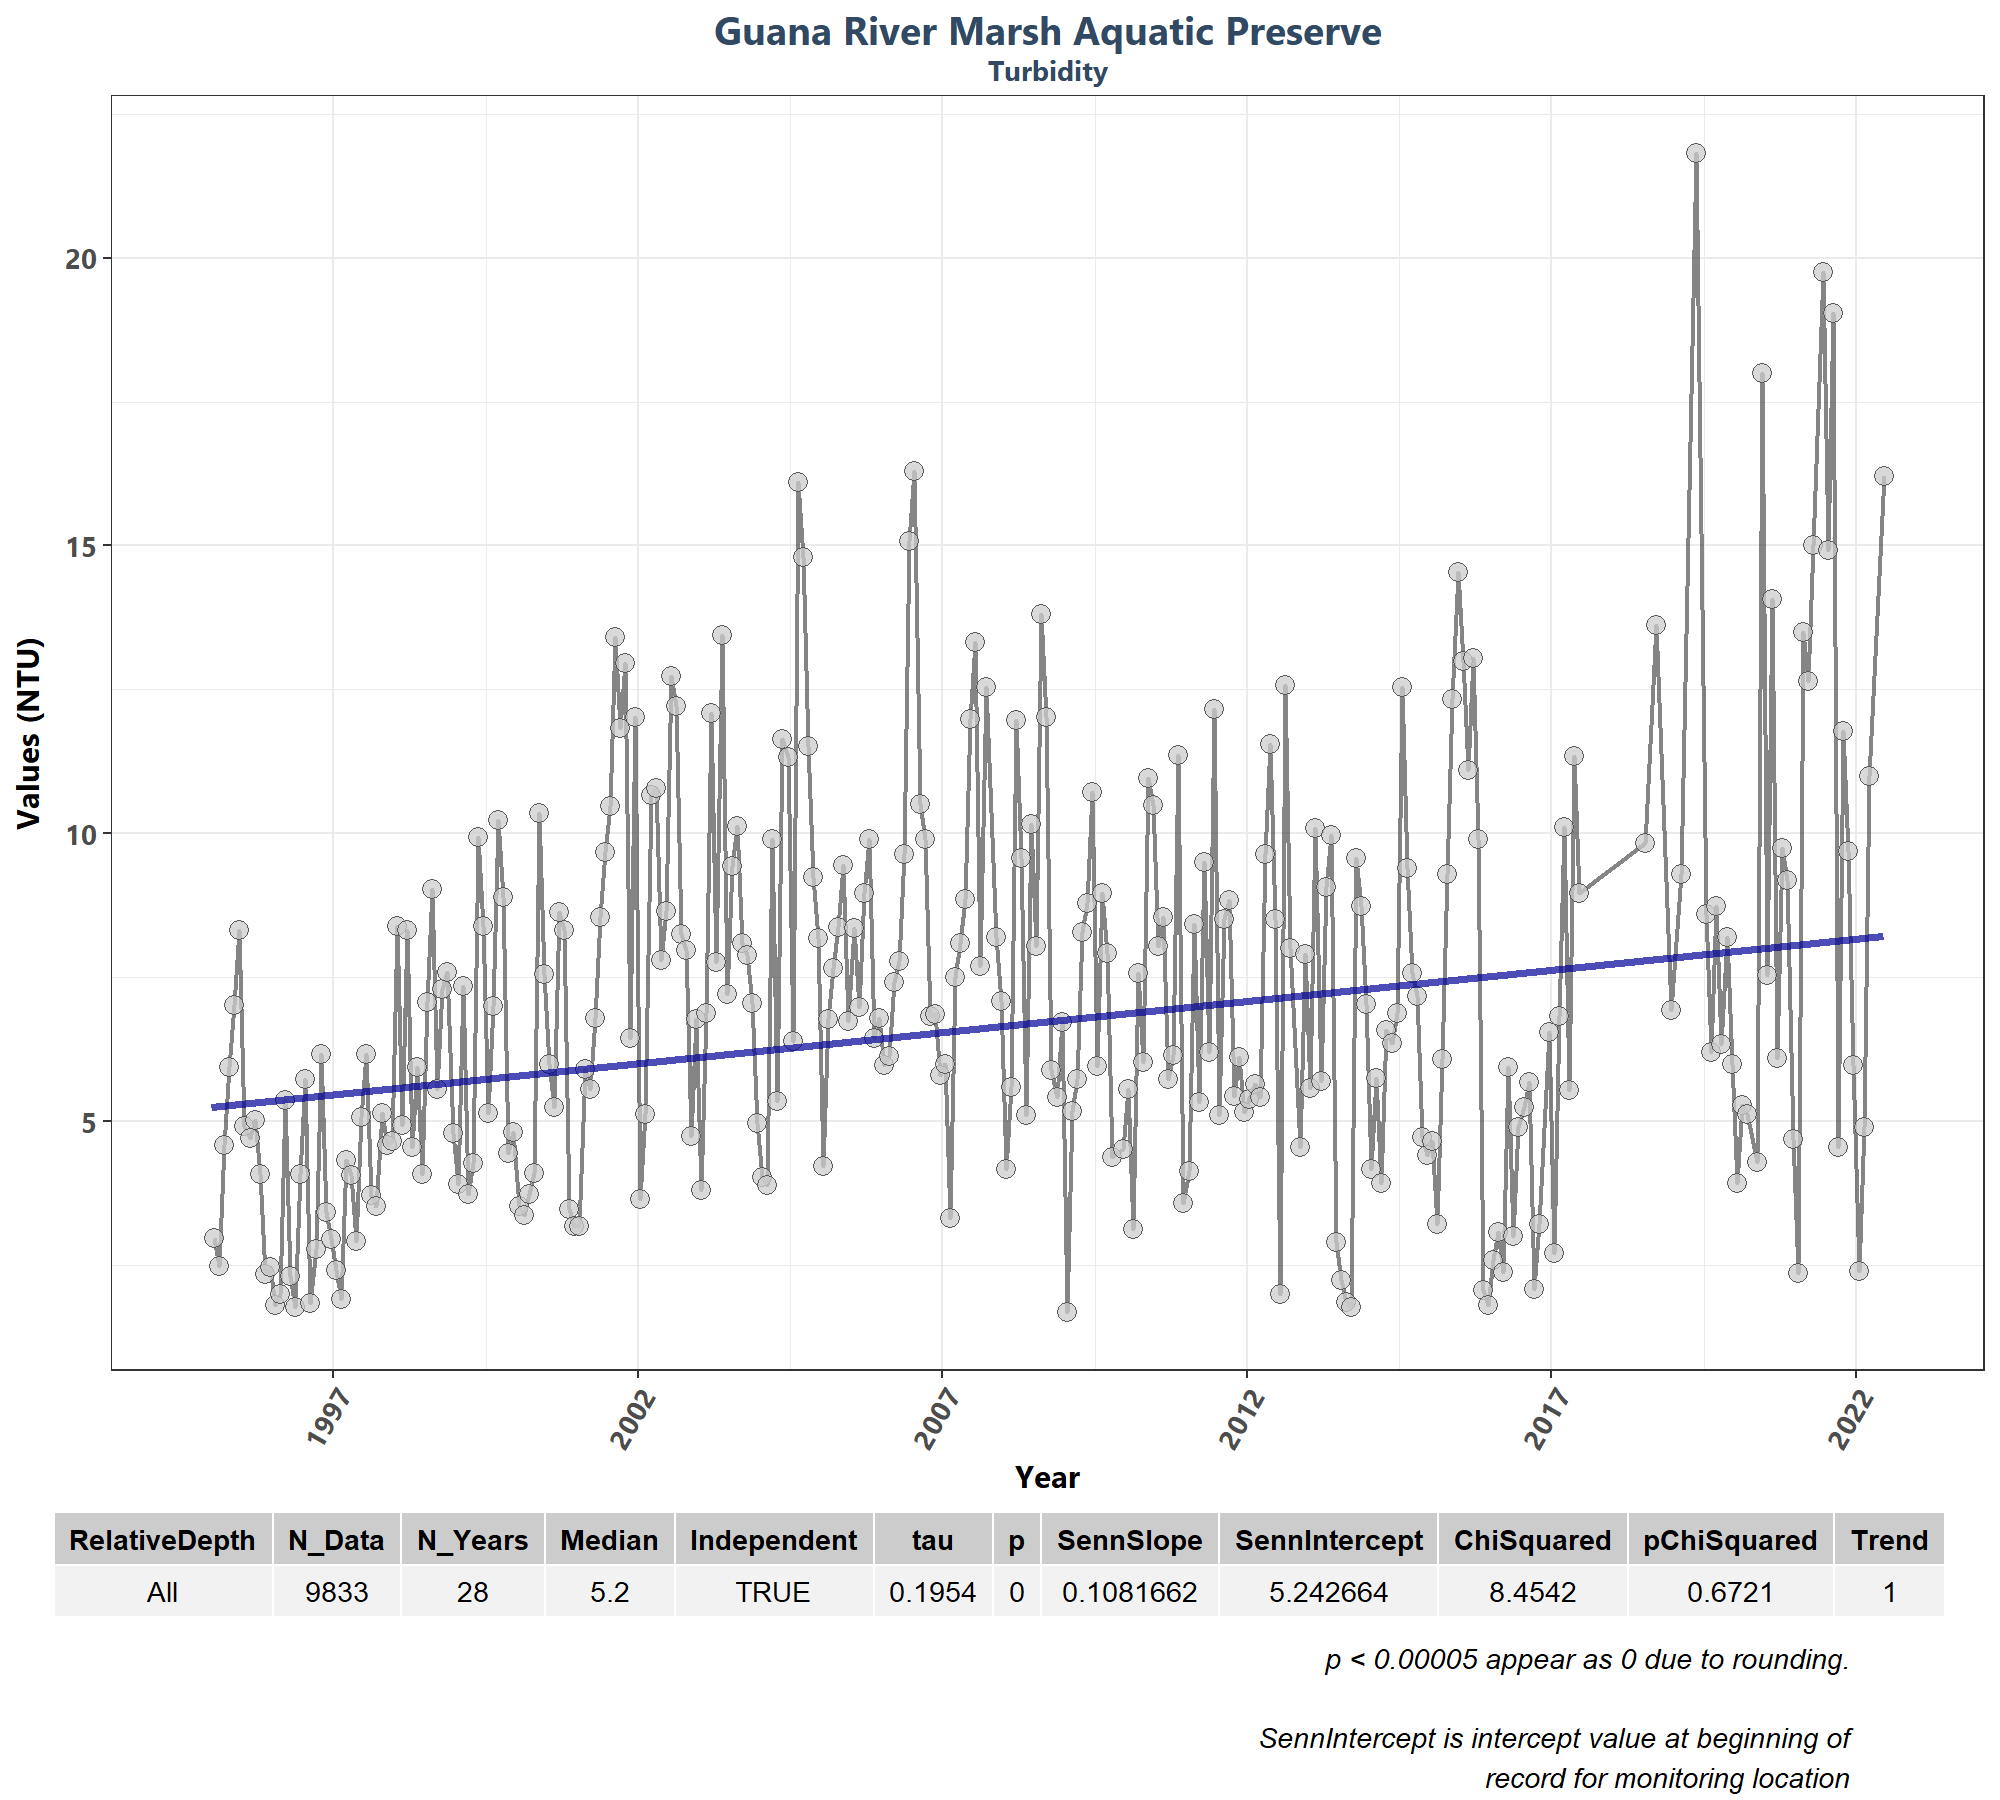 Guana River Marsh Aquatic Preserve
Turbidity
Values (NTU)
20
15
10
5
1997 2002 2007 2012 2017 2022
Year
RelativeDepth N_Data N_Years Median Independent tau p SennSlope SennIntercept ChiSquared pChiSquared Trend
All 9833 28 5.2 TRUE 0.1954 0 0.1081662 5.242664 8.4542 0.6721 1
p < 0.00005 appear as 0 due to rounding.
SennIntercept is intercept value at beginning of
record for monitoring location